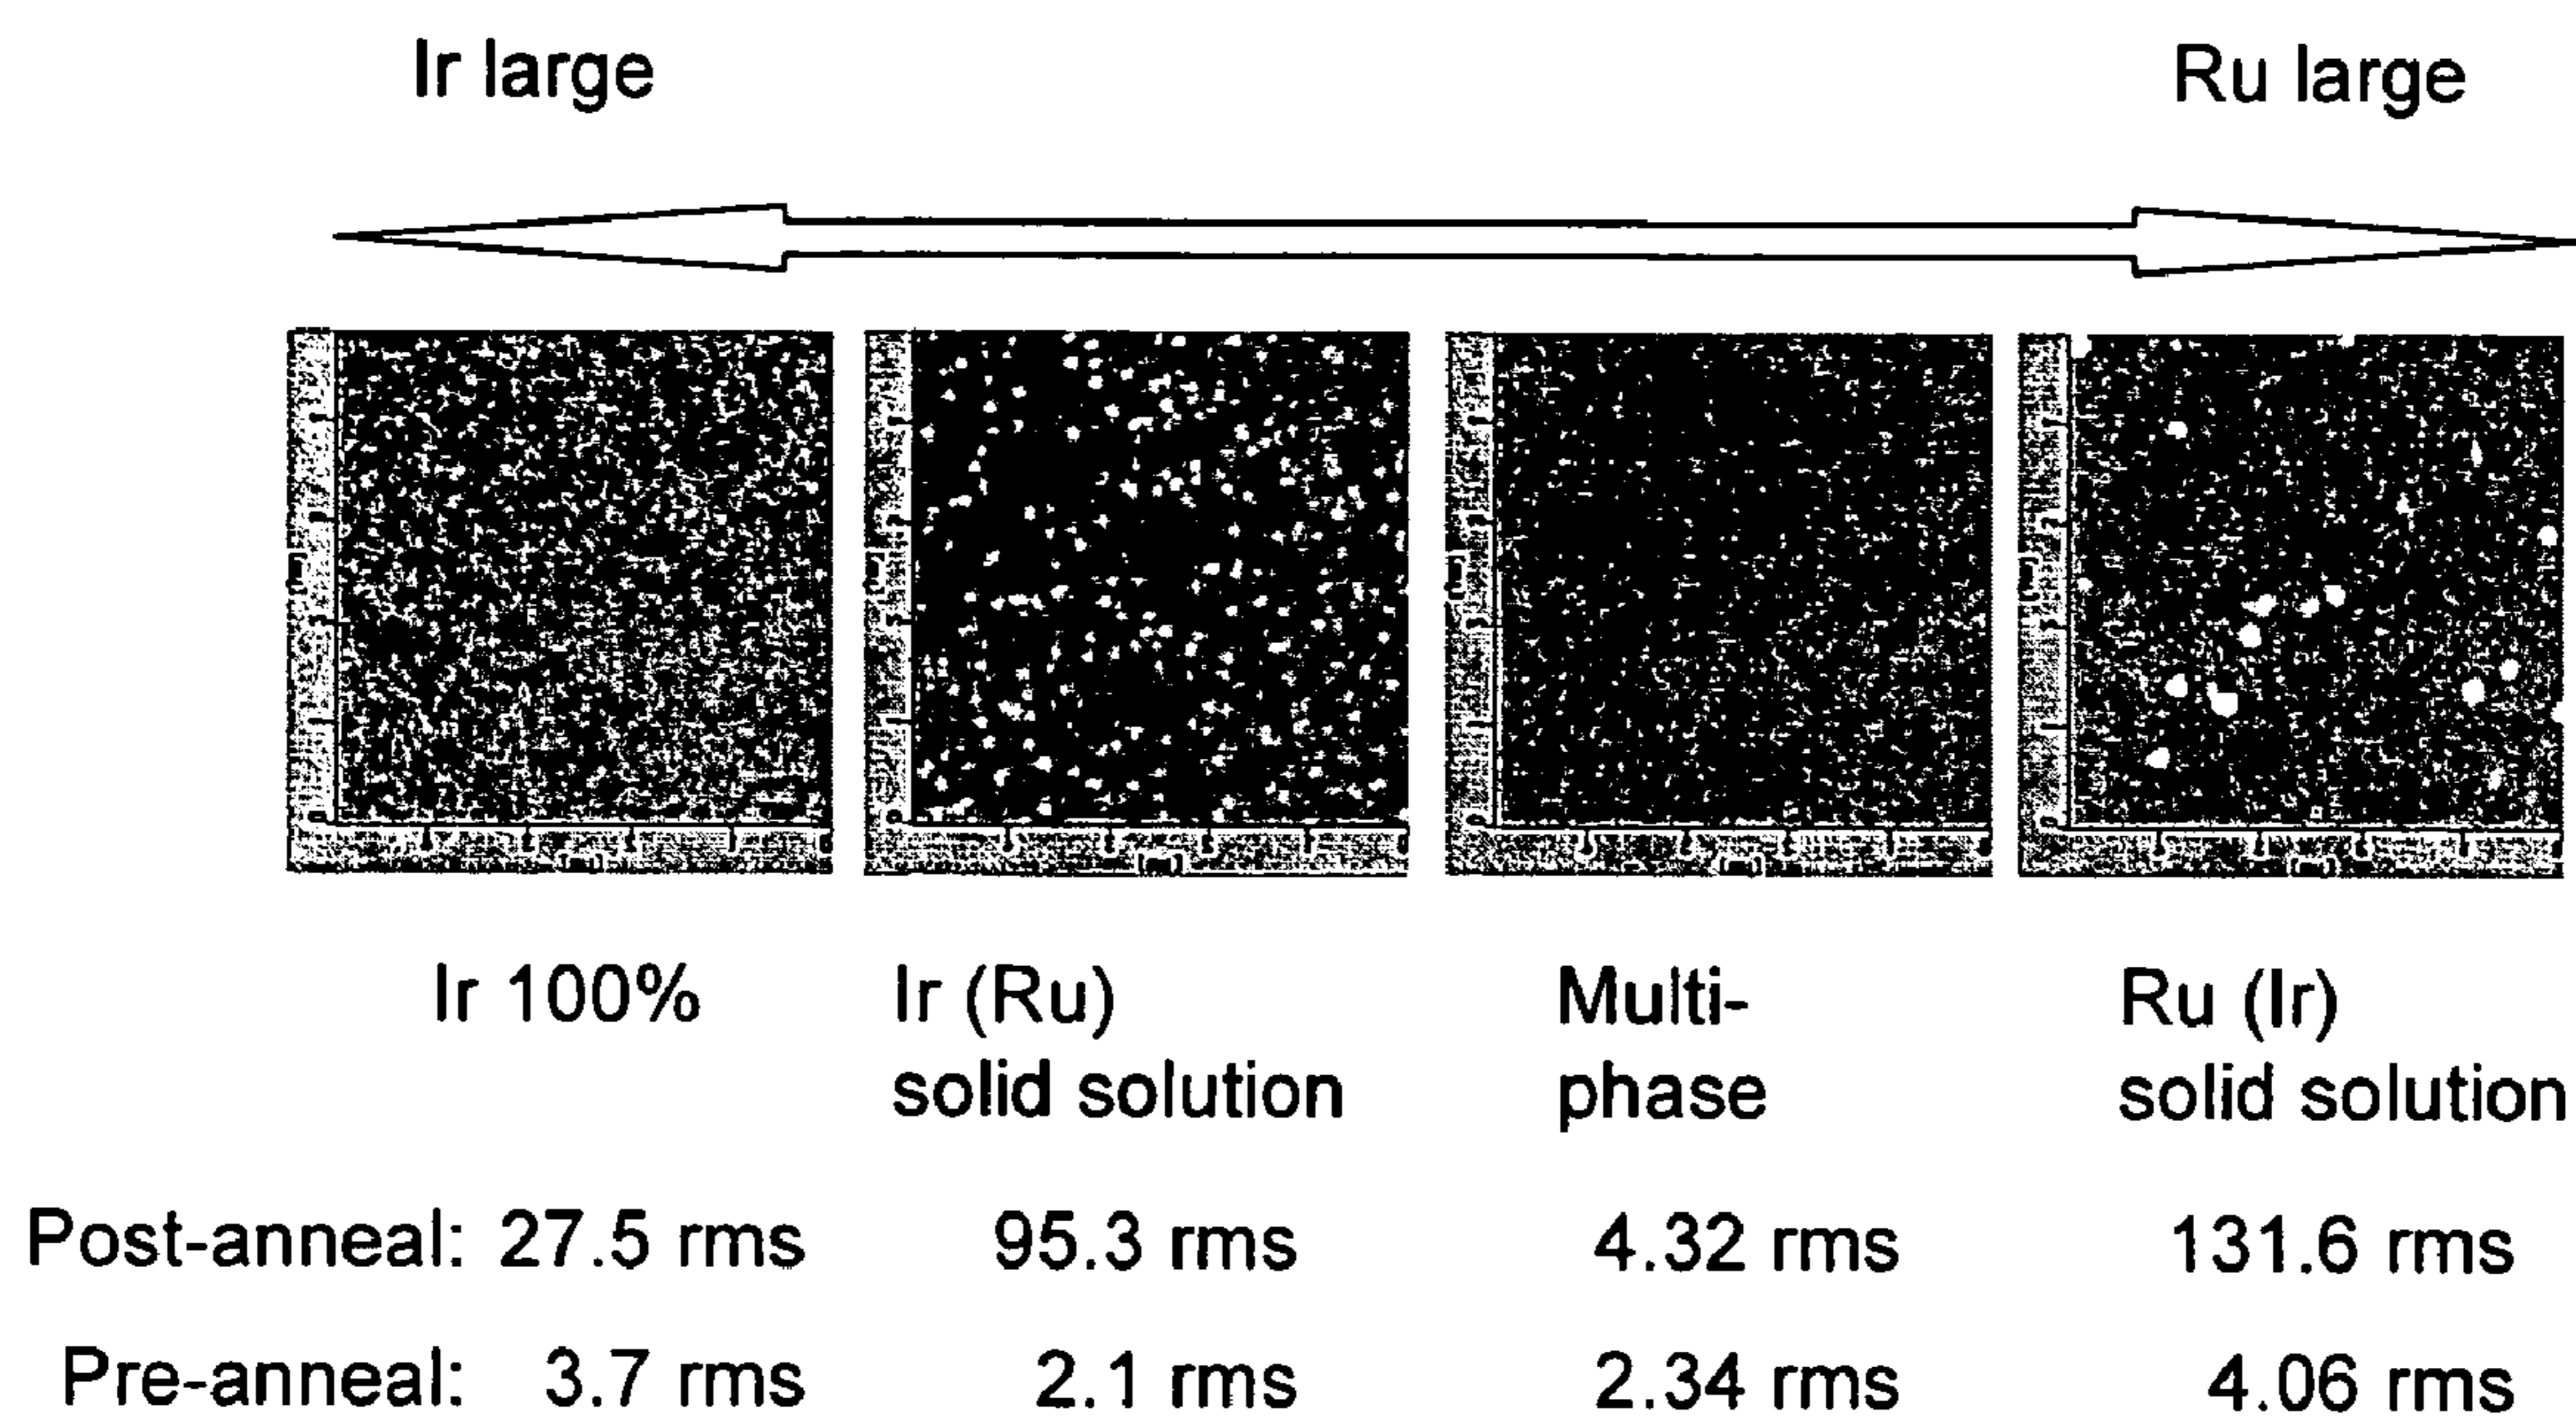 Ir large
Ru large
Ir 100%
Ir (Ru)
solid solution
Multi-
phase
Ru (Ir)
solid solution
Post-anneal: 27.5 rms 95.3 rms 4.32 rms 131.6 rms
Pre-anneal: 3.7 rms 2.1 rms 2.34 rms 4.06 rms